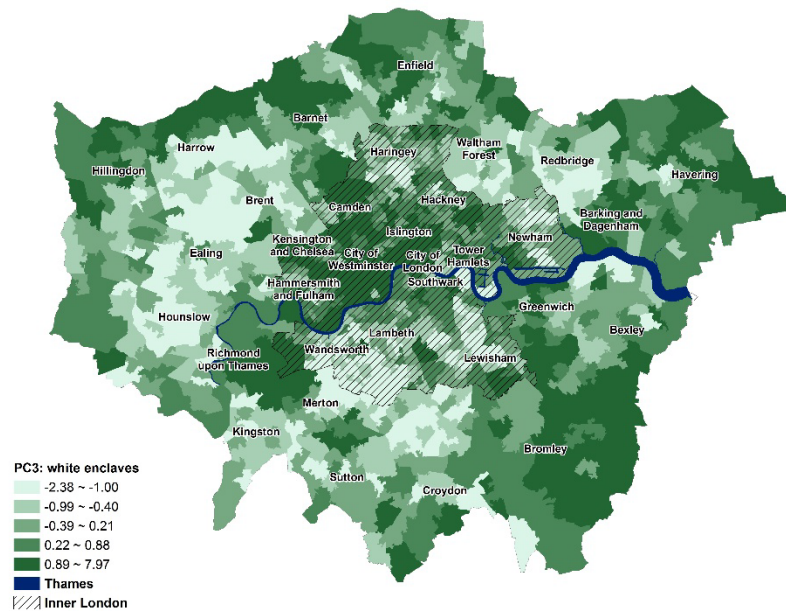 Enfield
Barnet
Haringey
Waltham
Forest
Redbridge
Harrow
Hillingdon
Havering
Brent
Camden
Hackney
Islington
Barking and
Dagenham
Newham
Kensington
and Chelsea
City of
Westminster
City of
London
Tower
Hamlets
Ealing
Southwark
Hammersmith
and Fulham
Greenwich
Hounslow
Lambeth
Bexley
Wandsworth
Lewisham
Richmond
upon Thames
Merton
Kingston
Bromley
Sutton
Croydon
PC3: white enclaves
-2.38 ~ -1.00
-0.99 ~ -0.40
-0.39 ~ 0.21
0.22 ~ 0.88
0.89 ~ 7.97
Thames
Inner London